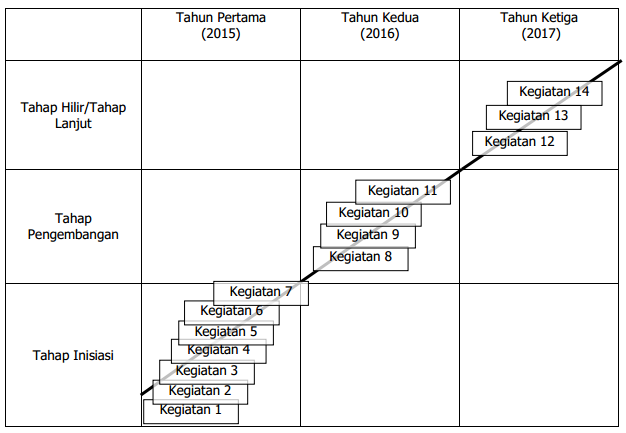 Tahun Pertama
(2015)
Tahun Kedua
(2016)
Tahun Ketiga
(2017)
Tahap Hilir/Tahap
Lanjut
Kegiatan 14
Kegiatan 13
Kegiatan 12
Tahap
Pengembangan
Kegiatan 11
Kegiatan 10
Kegiatan 9
Kegiatan 8
Tahap Inisiasi
Kegiatan 7
Kegiatan 6
Kegiatan 5
Kegiatan 4
Kegiatan 3
Kegiatan 2
Kegiatan 1